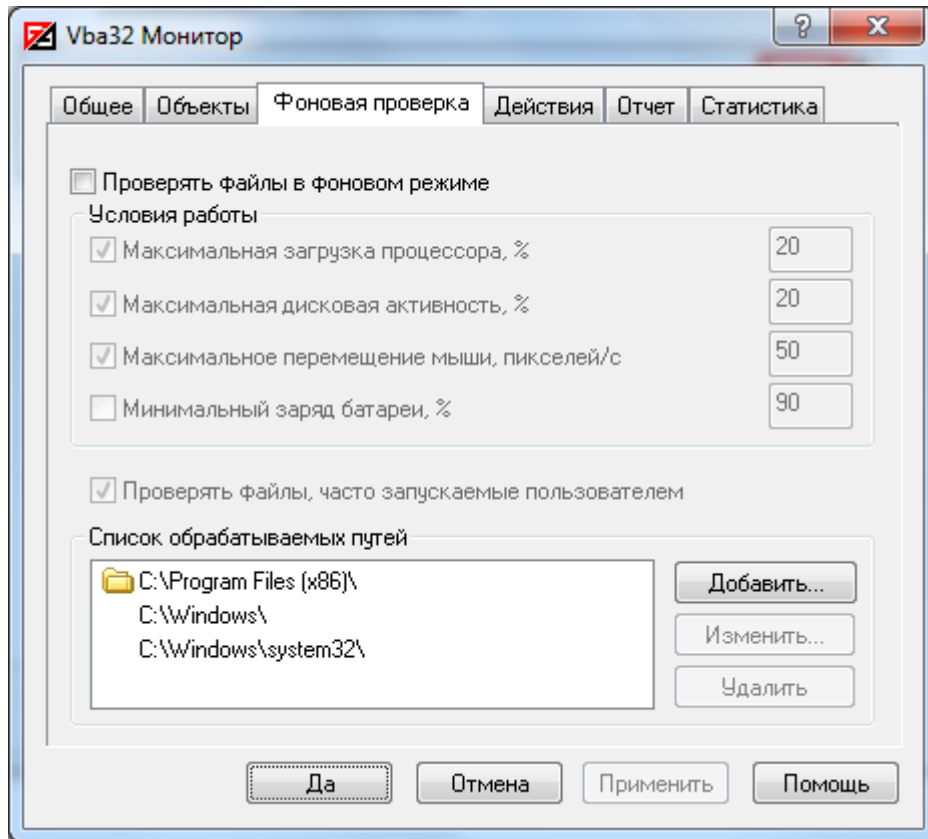 Vba32 Монитор
Общее Объекты Фоновая проверка Действия Отчет Статистика
Проверять файлы в фоновом режиме
Условия работы
Максимальная загрузка процессора, % 20
Максимальная дисковая активность, % 20
Максимальное перемещение мыши, пикселей/с 50
Минимальный заряд батареи, % 90
Проверять файлы, часто запускаемые пользователем
Список обрабатываемых путей
C:\Program Files (x86)\ Добавить...
C:\Windows\ Изменить...
C:\Windows\system32\ Удалить
Да Отмена Применить Помощь